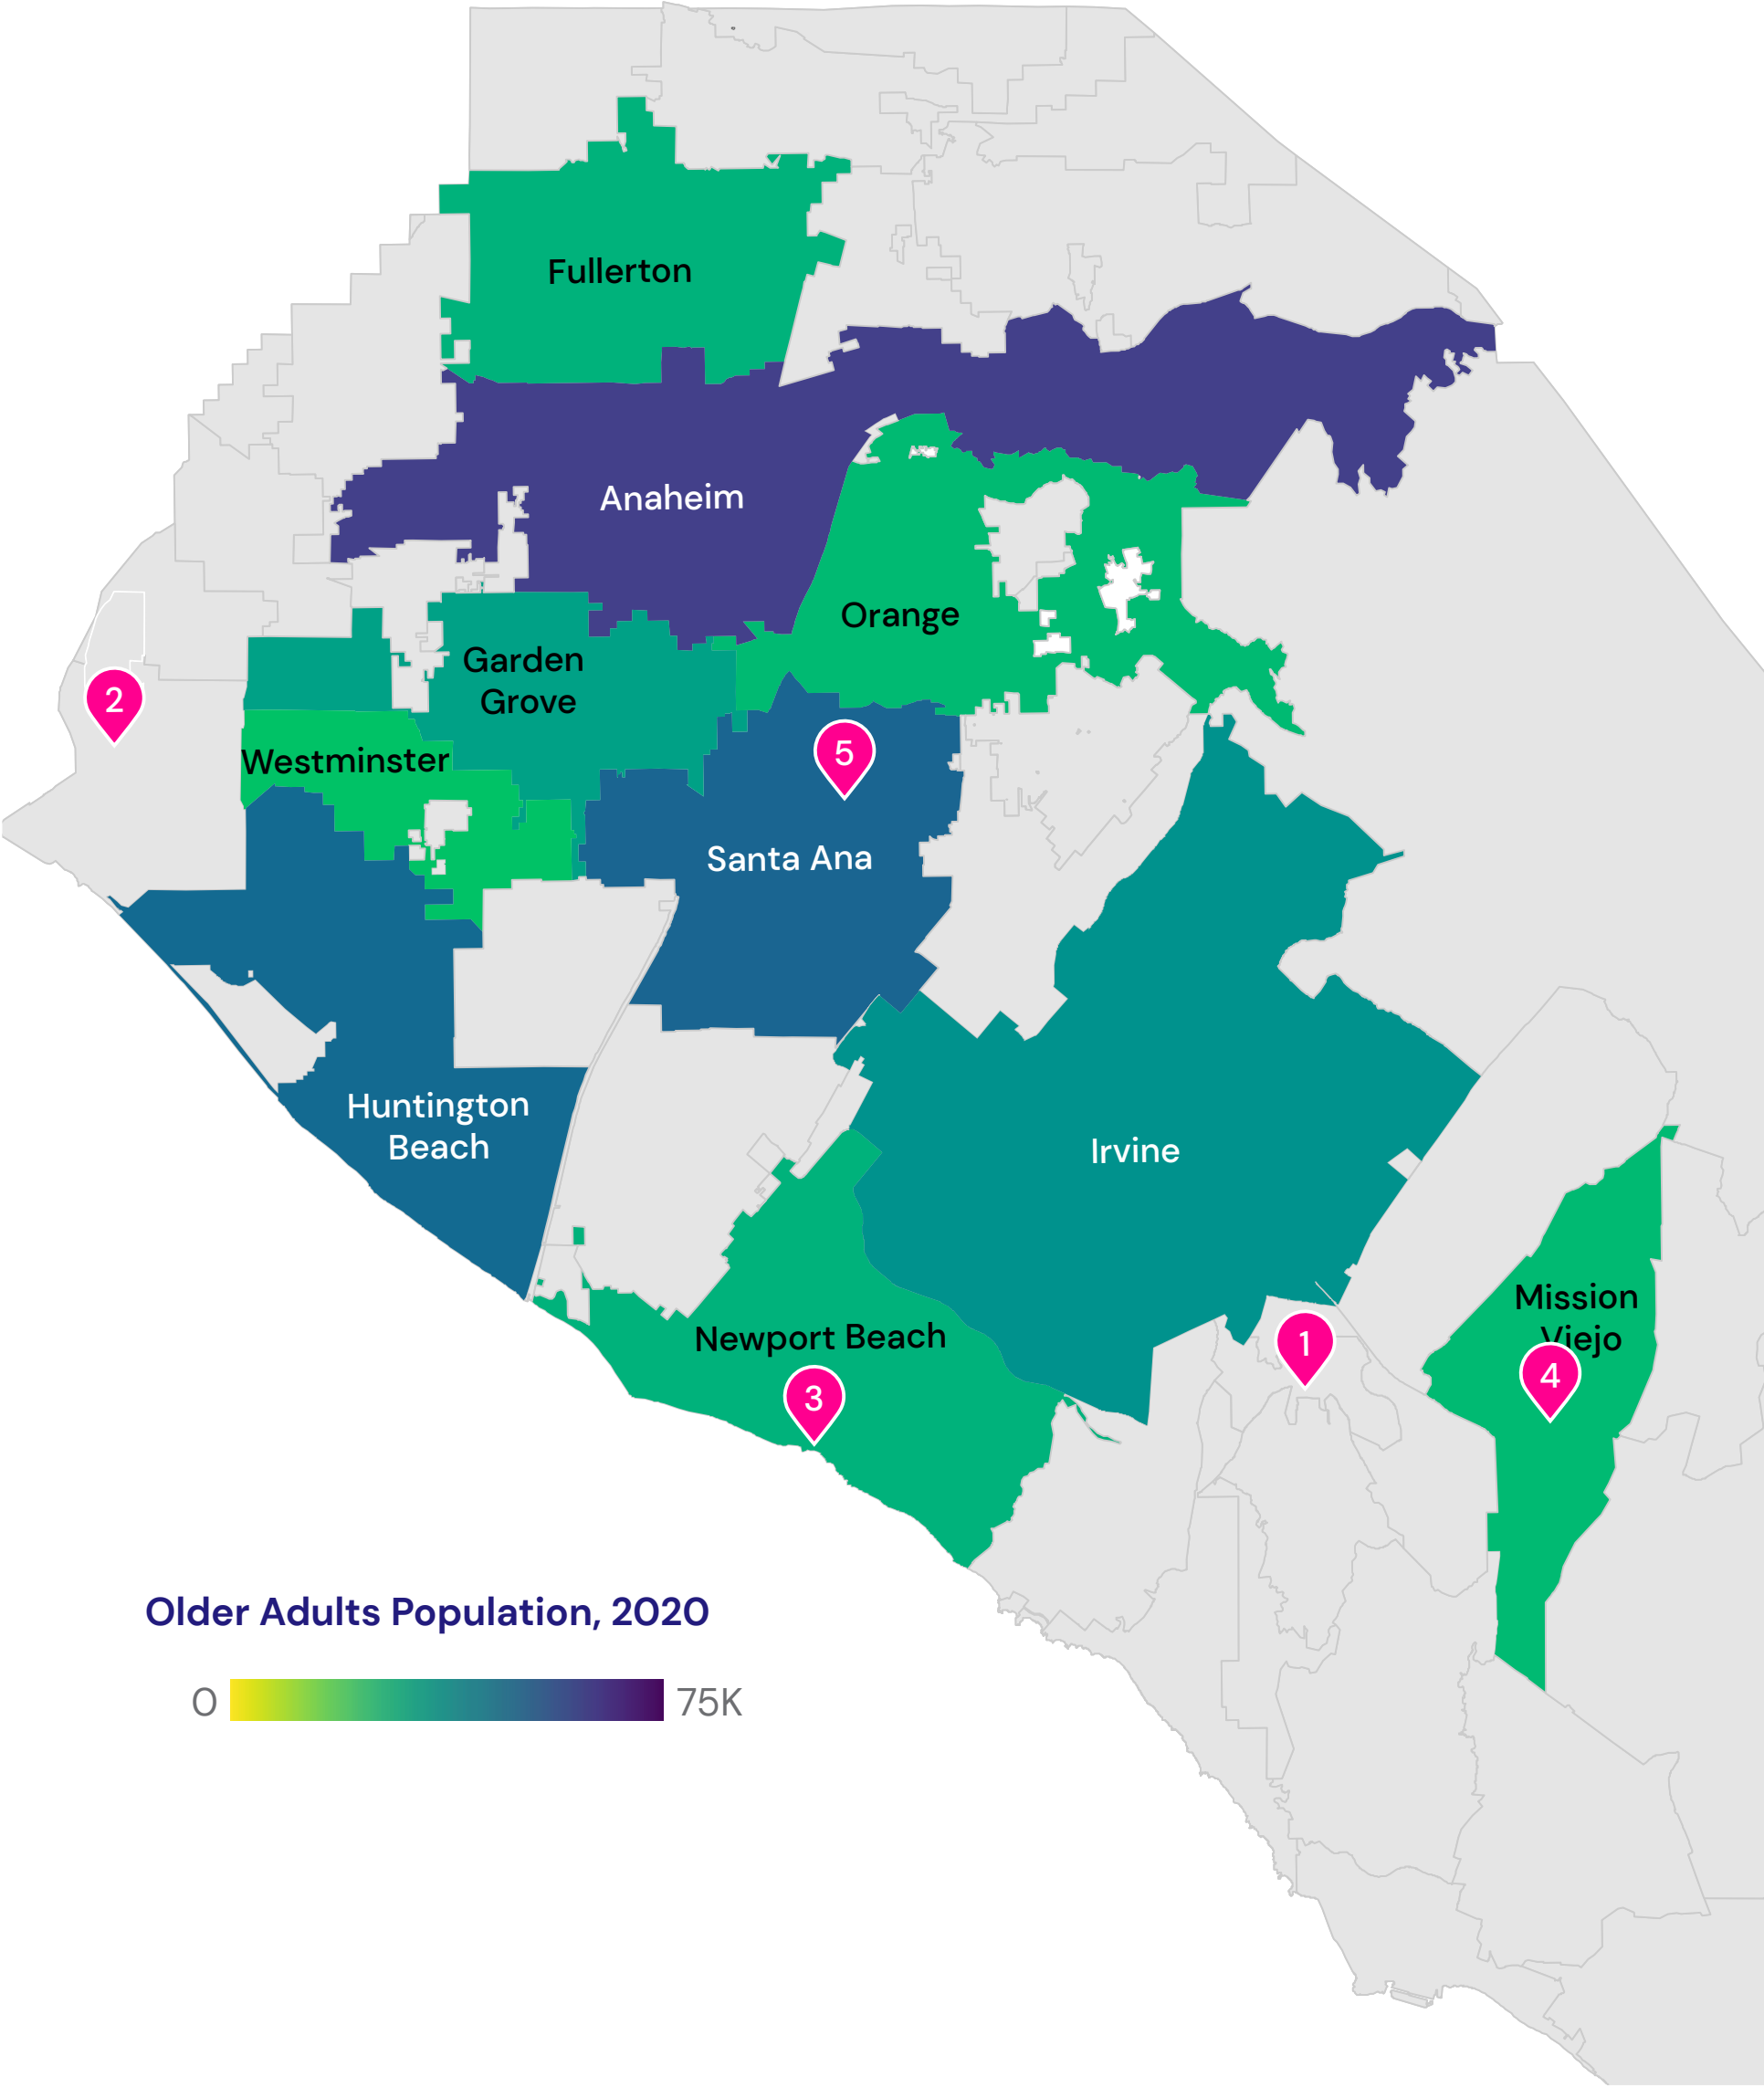 Fullerton
Anaheim
Orange
Garden
Grove
2
Westminster
5
Santa Ana
Huntington
Beach
Irvine
Mission
Viejo
Newport Beach
1
4
3
Older Adults Population, 2020
0
75K